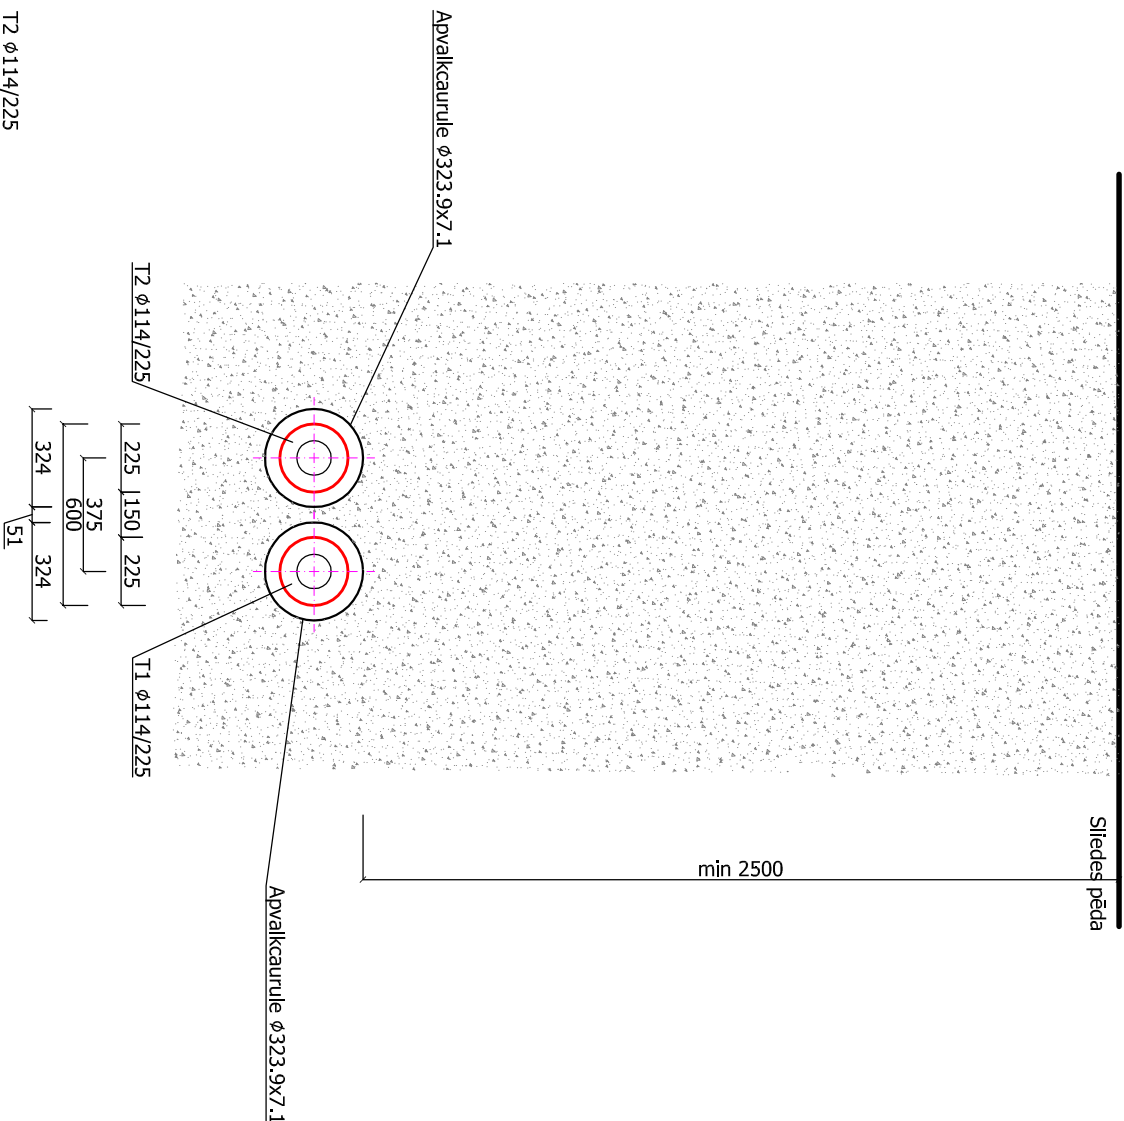 Sliedes pēda
min 2500
Apvalkcaurule ϕ323.9x7.1
Apvalkcaurule ϕ323.9x7.1
T2 ϕ114/225
T1 ϕ114/225
225 150 225
375
600
324 324
51
T2 ϕ114/225